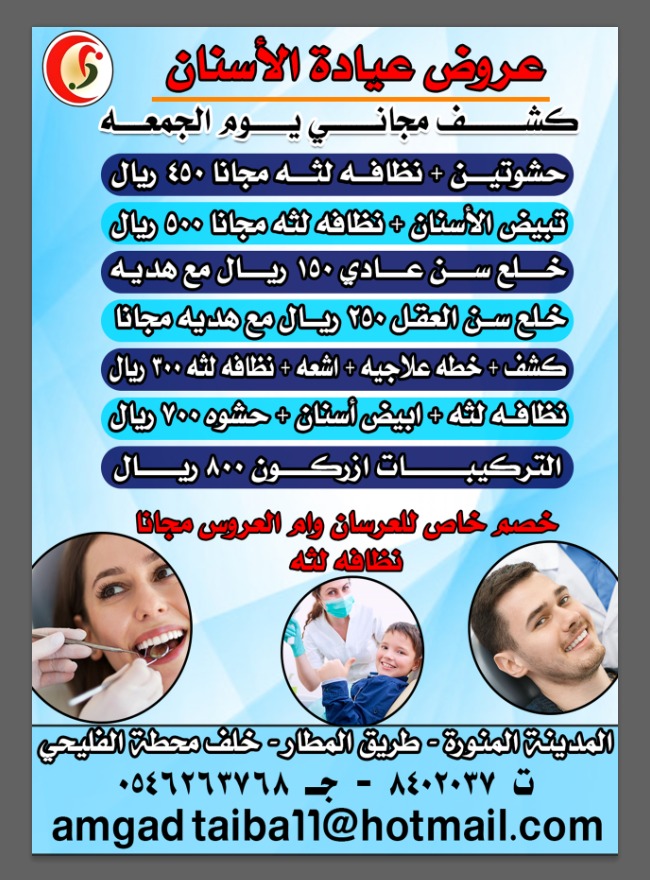 عروض عيادة الأسنان
كشف مجاني يوم الجمعه
حشوتين + نظافه لثه مجانا ٤٥٠ ريال
تبيض الأسنان + نظافه لثه مجانا ٥٠٠ ريال
خلع سن عادي ١٥٠ ريال مع هديه
خلع سن العقل ٢٥٠ ريال مع هديه مجانا
كشف + خطه علاجيه + اشعه + نظافه لثه ٣٠٠ ريال
نظافه لثه + ابيض أسنان + حشوه ٧٠٠ ريال
التركيبات ازركون ٨٠٠ ريال
خصم خاص للعرسان وام العروس مجانا
نظافه لثه
المدينة المنورة - طريق المطار- خلف محطة الفليحي
ت ٨٤٠٢٠٣٧ - جـ ٠٥٤٦٢٦٣٧٦٨
amgad taiba11@hotmail.com